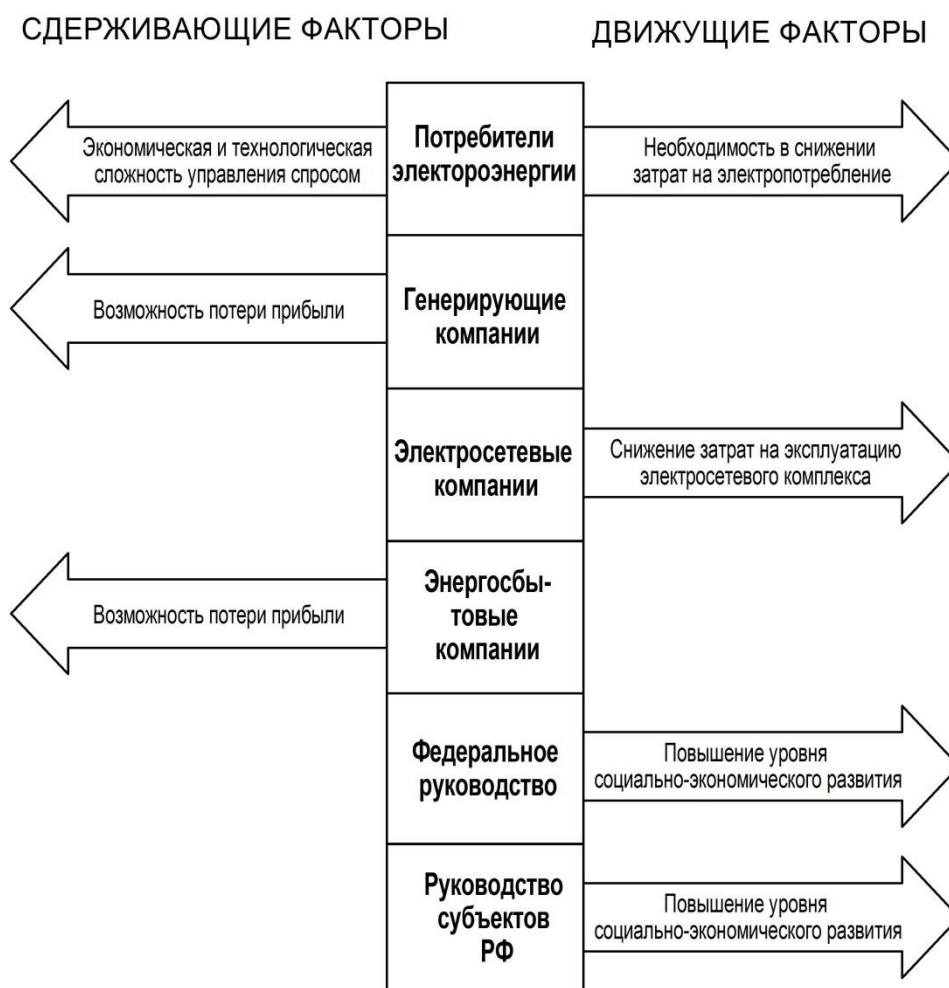 СДЕРЖИВАЮЩИЕ ФАКТОРЫ
ДВИЖУЩИЕ ФАКТОРЫ
Экономическая и технологическая
сложность управления спросом
Потребители
электороэнергии
Необходимость в снижении
затрат на электропотребление
Возможность потери прибыли
Генерирующие
компании
Электросетевые
компании
Снижение затрат на эксплуатацию
электросетевого комплекса
Возможность потери прибыли
Энергосбы-
товые
компании
Федеральное
руководство
Повышение уровня
социально-экономического развития
Руководство
субъектов
РФ
Повышение уровня
социально-экономического развития